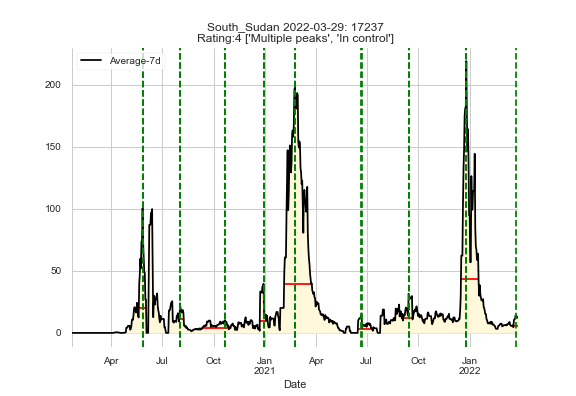 South_Sudan 2022-03-29: 17237
Rating:4 ['Multiple peaks', 'In control']
Average-7d
200
150
100
50
0
Apr Jul Oct Jan Apr Jul Oct Jan
2021 2022
Date